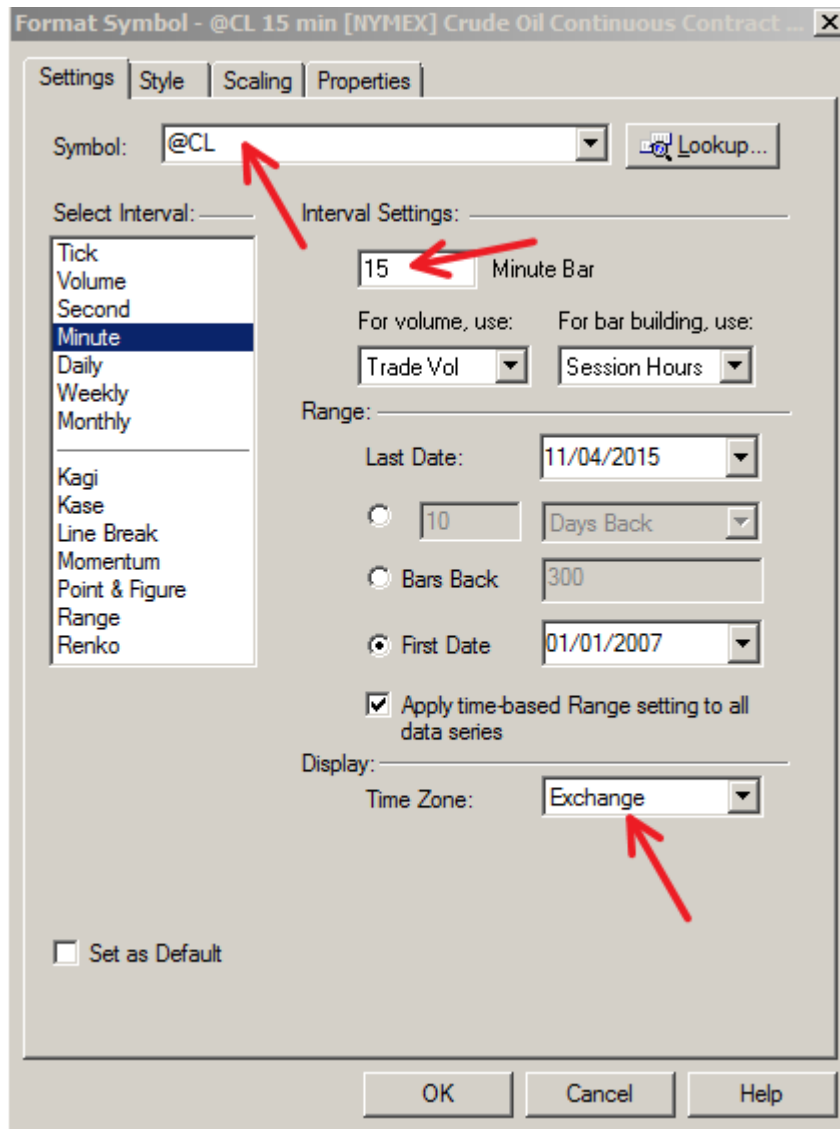 Format Symbol - @CL 15 min [NYMEX] Crude Oil Continuous Contract ...
Settings Style Scaling Properties
Symbol: @CL Lookup...
Select Interval: Interval Settings:
Tick
Volume
Second
Minute
Daily
Weekly
Monthly
Kagi
Kase
Line Break
Momentum
Point & Figure
Range
Renko
15 Minute Bar
For volume, use: For bar building, use:
Trade Vol Session Hours
Range:
Last Date: 11/04/2015
10 Days Back
Bars Back 300
First Date 01/01/2007
Apply time-based Range setting to all
data series
Display:
Time Zone: Exchange
Set as Default
OK Cancel Help